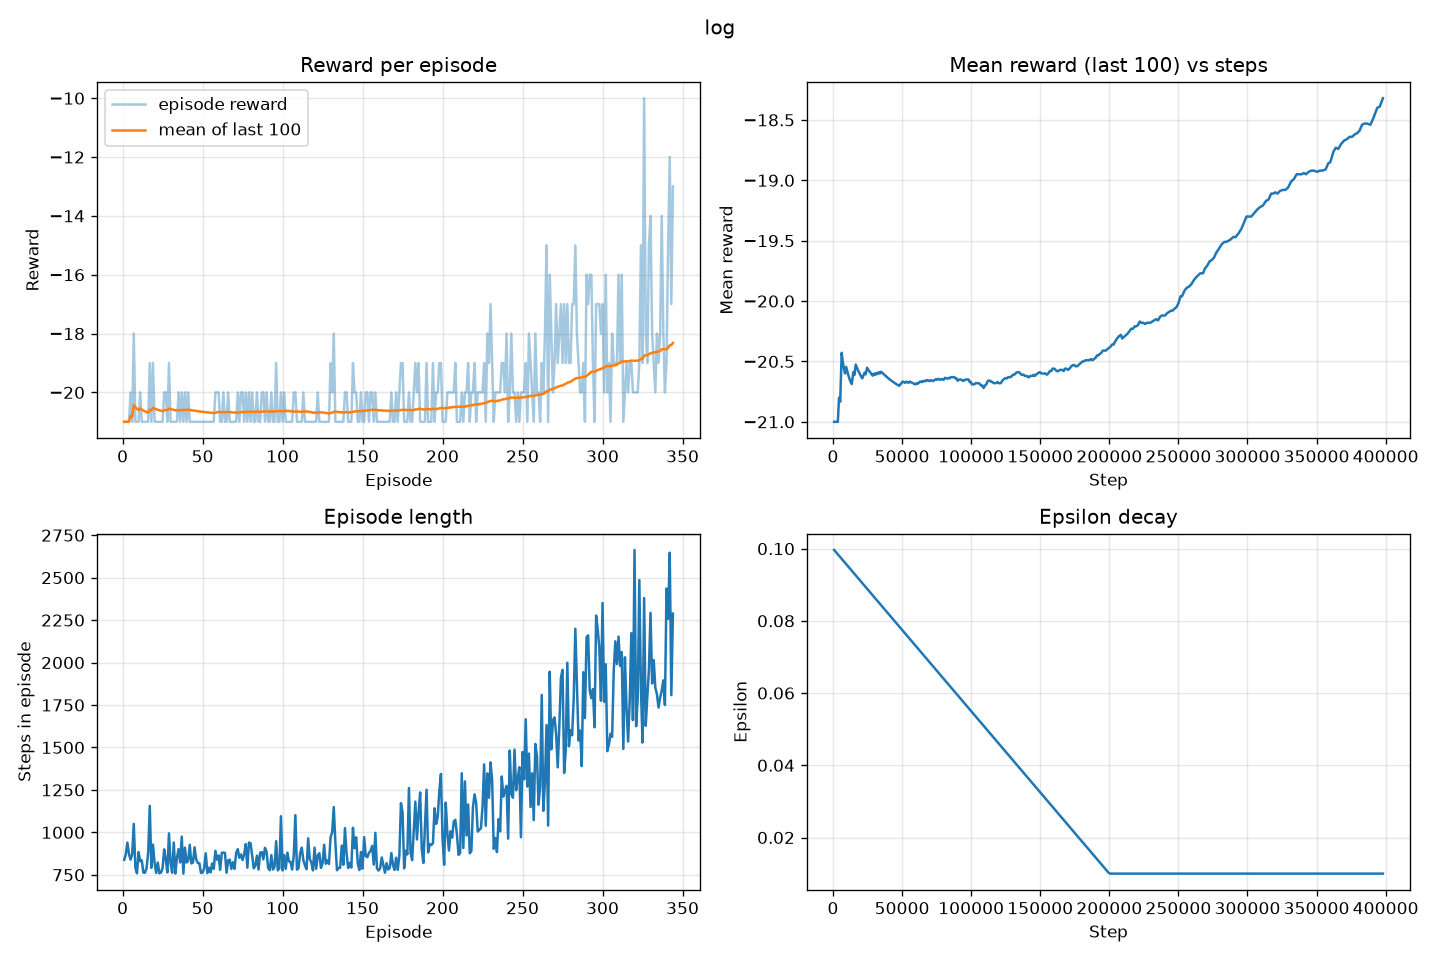 log
Reward per episode
episode reward
mean of last 100
−10
−12
−14
−16
−18
−20
Reward
0 50 100 150 200 250 300 350
Episode
Mean reward (last 100) vs steps
−18.5
−19.0
−19.5
−20.0
−20.5
−21.0
Mean reward
0 50000 100000 150000 200000 250000 300000 350000 400000
Step
Episode length
2750
2500
2250
2000
1750
1500
1250
1000
750
Steps in episode
0 50 100 150 200 250 300 350
Episode
Epsilon decay
0.10
0.08
0.06
0.04
0.02
Epsilon
0 50000 100000 150000 200000 250000 300000 350000 400000
Step